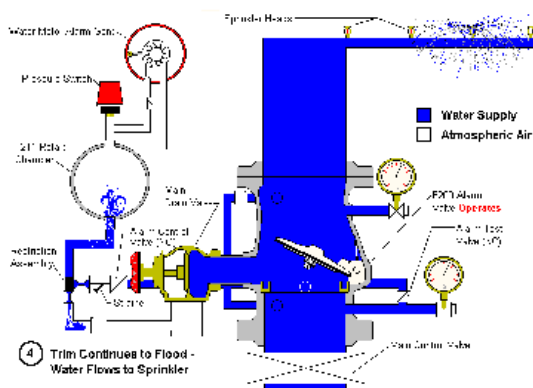 Sprinkler Heads
Water Motor Alarm Gong
Pressure Switch
Water Supply
Atmospheric Air
Chamber
Main
Drain Valve
Alarm Control
Valve
Alarm
Valve Operates
Alarm Test
Valve
Restriction
Assembly
Strainer
4 Trim Continues to Flood -
Water Flows to Sprinkler
Main Control Valve